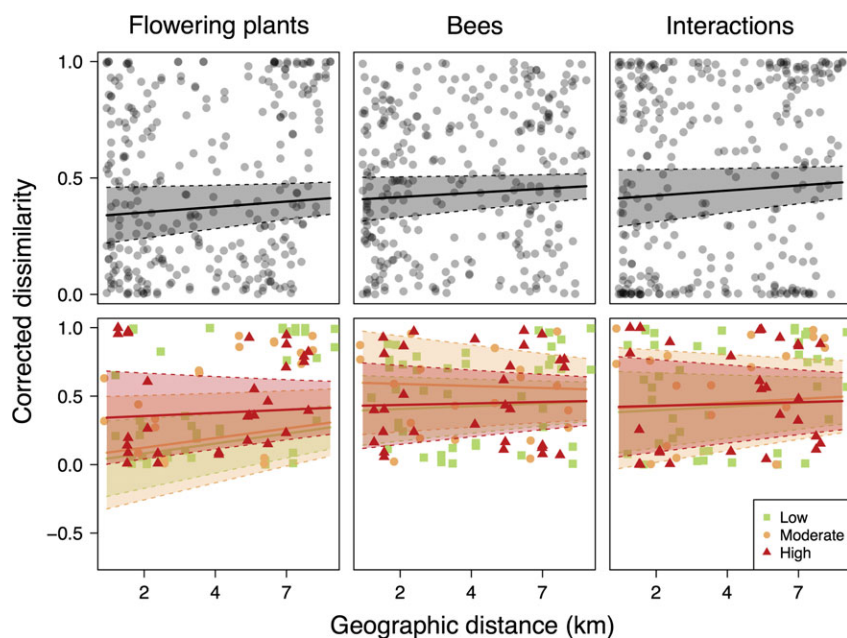 Flowering plants Bees Interactions
Corrected dissimilarity
1.0
0.5
0.0
1.0
0.5
0.0
−0.5
Low
Moderate
High
2 4 7 2 4 7 2 4 7
Geographic distance (km)